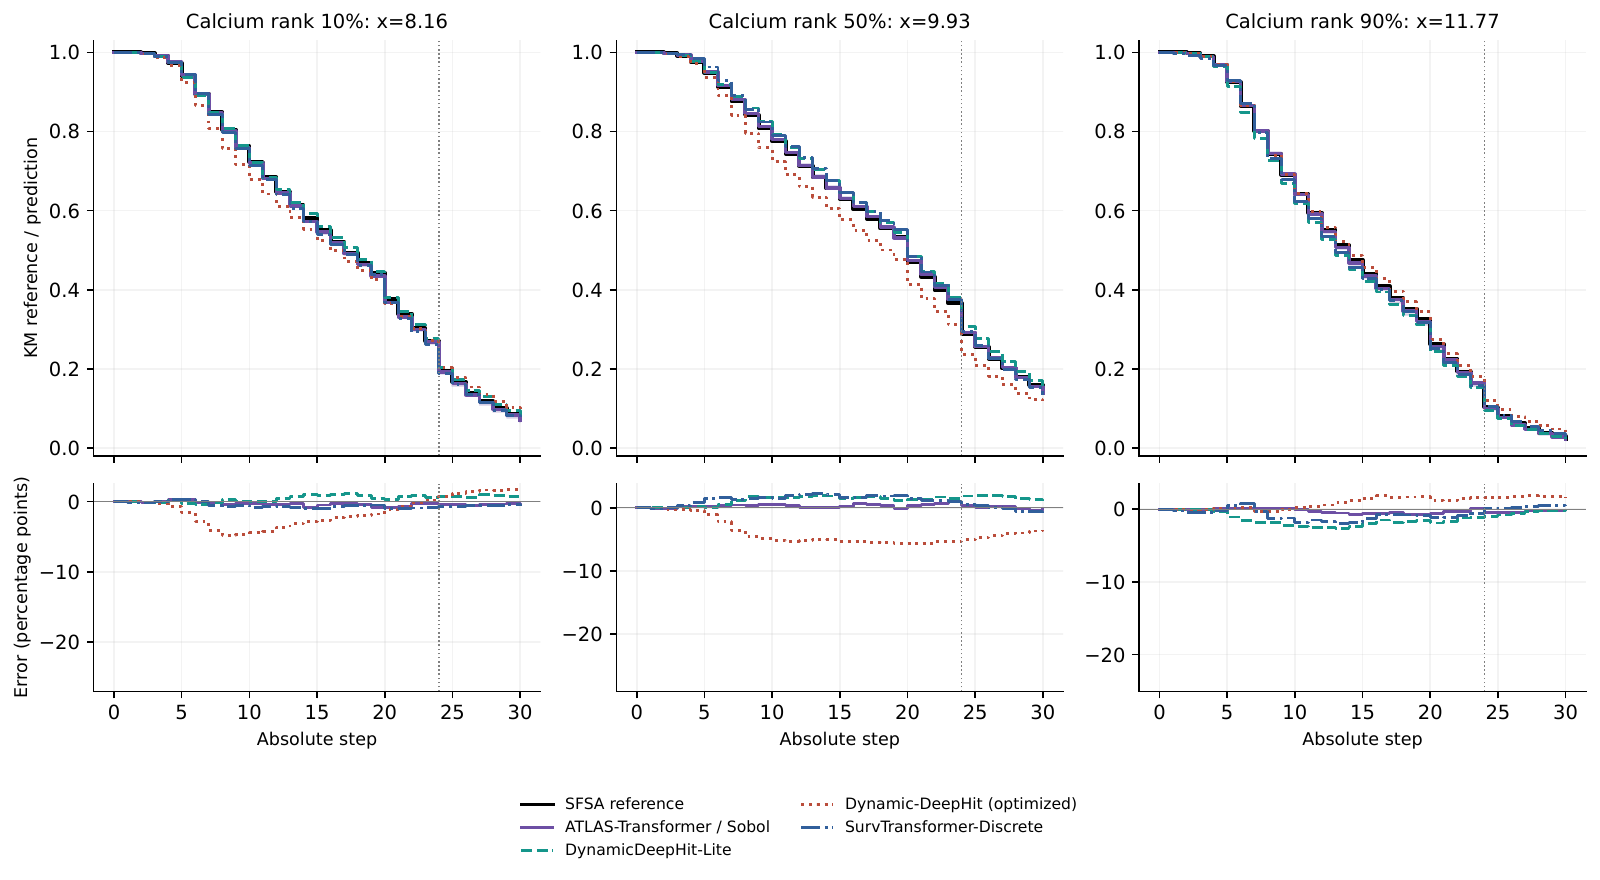 Calcium rank 10%: x=8.16
Calcium rank 50%: x=9.93
Calcium rank 90%: x=11.77
KM reference / prediction
1.0
0.8
0.6
0.4
0.2
0.0
1.0
0.8
0.6
0.4
0.2
0.0
1.0
0.8
0.6
0.4
0.2
0.0
Error (percentage points)
0
−10
−20
0
−10
−20
0
−10
−20
0 5 10 15 20 25 30
0 5 10 15 20 25 30
0 5 10 15 20 25 30
Absolute step
Absolute step
Absolute step
SFSA reference
ATLAS-Transformer / Sobol
DynamicDeepHit-Lite
Dynamic-DeepHit (optimized)
SurvTransformer-Discrete